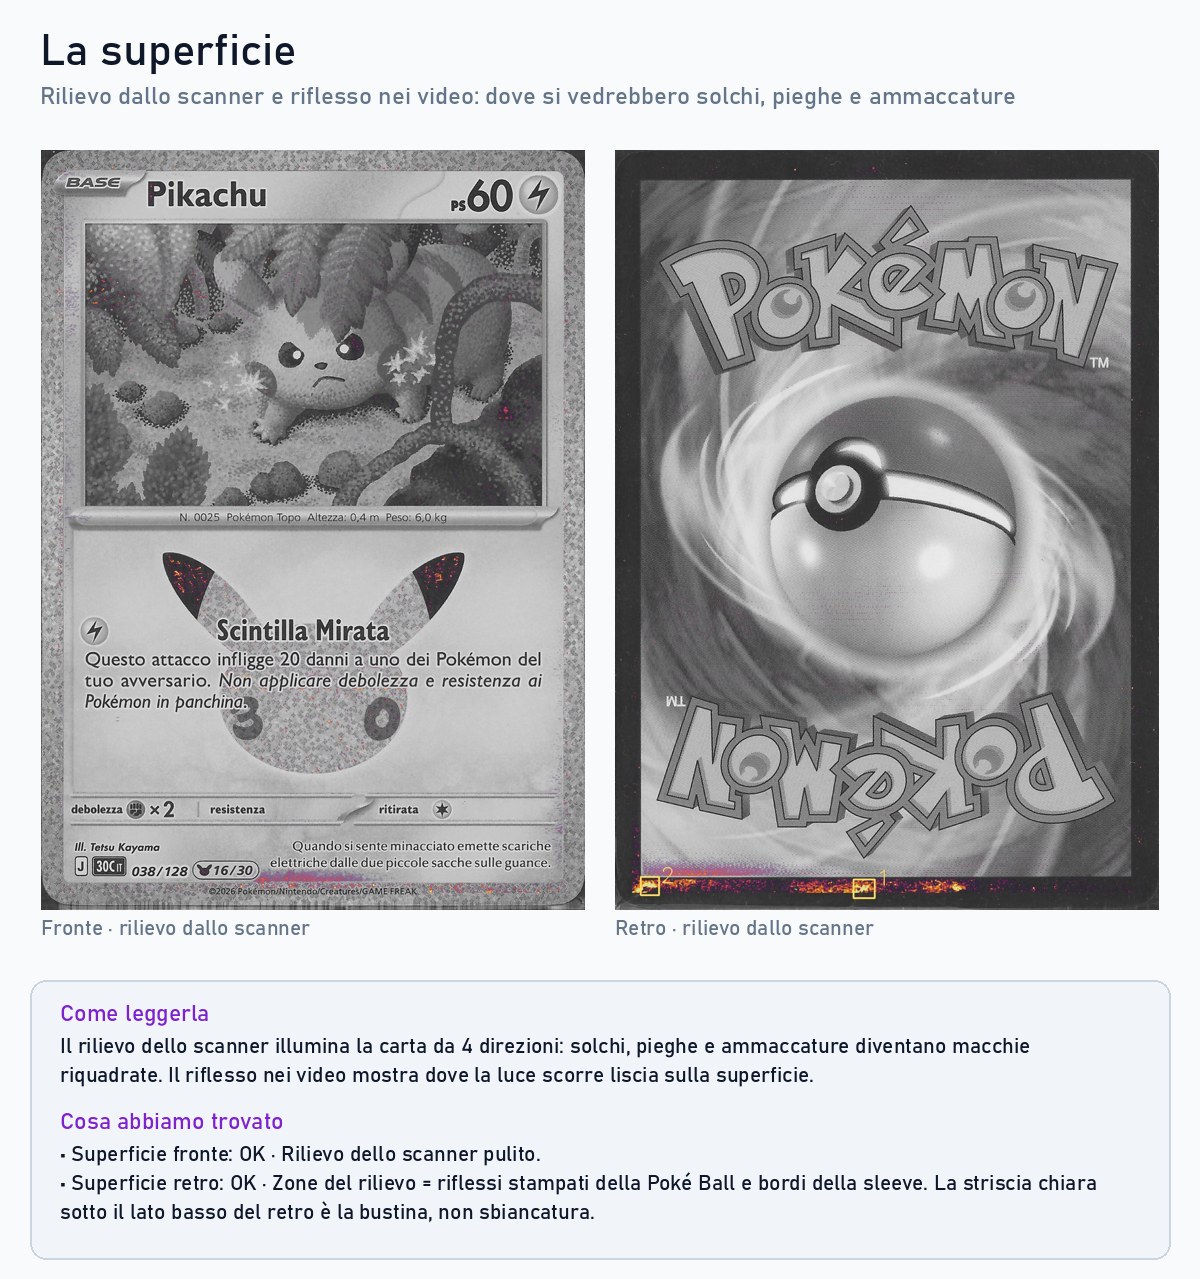 La superficie
Rilievo dallo scanner e riflesso nei video: dove si vedrebbero solchi, pieghe e ammaccature
BASE Pikachu PS60
N. 0025 Pokémon Topo Altezza: 0,4 m Peso: 6,0 kg
Scintilla Mirata
Questo attacco infligge 20 danni a uno dei Pokémon del
tuo avversario. Non applicare debolezza e resistenza ai
Pokémon in panchina.
3 0
debolezza ×2 resistenza ritirata
Ill. Tetsu Kayama
Quando si sente minacciato emette scariche
elettriche dalle due piccole sacche sulle guance.
J 30C IT 038/128 16/30
©2026 Pokémon/Nintendo/Creatures/GAME FREAK
Fronte · rilievo dallo scanner
POKéMON
TM
TM
POKéMON
2
1
Retro · rilievo dallo scanner
Come leggerla
Il rilievo dello scanner illumina la carta da 4 direzioni: solchi, pieghe e ammaccature diventano macchie
riquadrate. Il riflesso nei video mostra dove la luce scorre liscia sulla superficie.
Cosa abbiamo trovato
• Superficie fronte: OK · Rilievo dello scanner pulito.
• Superficie retro: OK · Zone del rilievo = riflessi stampati della Poké Ball e bordi della sleeve. La striscia chiara
sotto il lato basso del retro è la bustina, non sbiancatura.